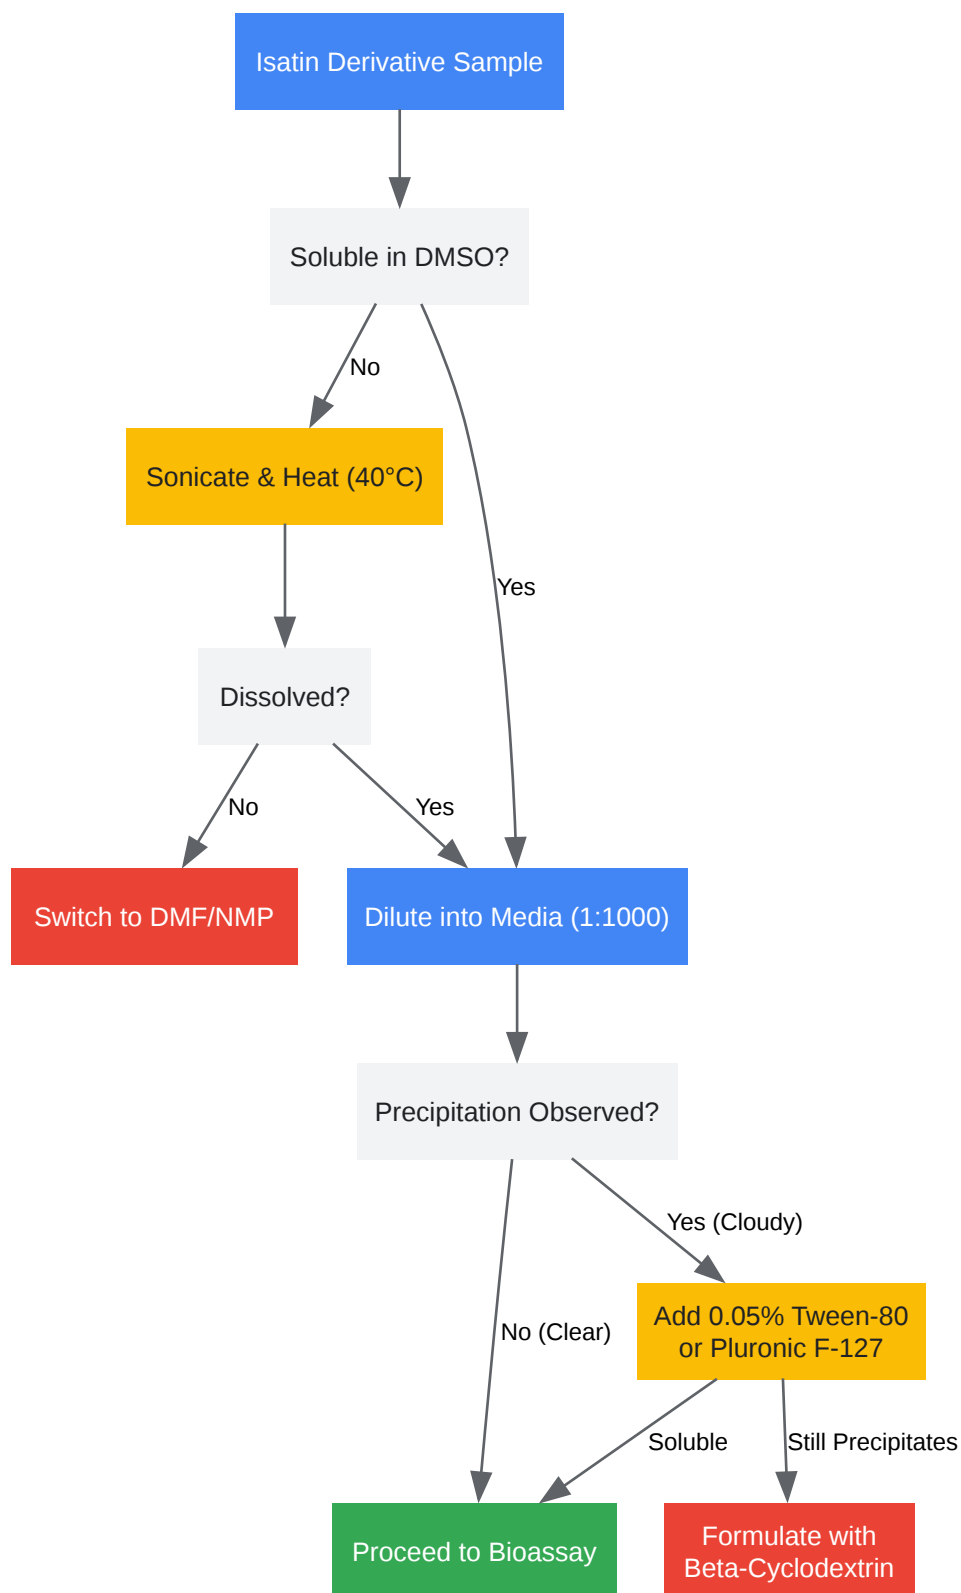 Isatin Derivative Sample
Soluble in DMSO?
No
Sonicate & Heat (40°C)
Yes
Dissolved?
No
Yes
Switch to DMF/NMP
Dilute into Media (1:1000)
Precipitation Observed?
Yes (Cloudy)
No (Clear)
Add 0.05% Tween-80
or Pluronic F-127
Soluble
Still Precipitates
Proceed to Bioassay
Formulate with
Beta-Cyclodextrin